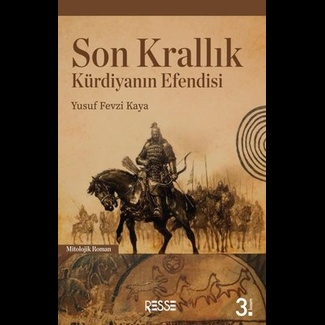 Son Krallık
Kürdiyanın Efendisi
Yusuf Fevzi Kaya
Mitolojik Roman
RESSE
3.